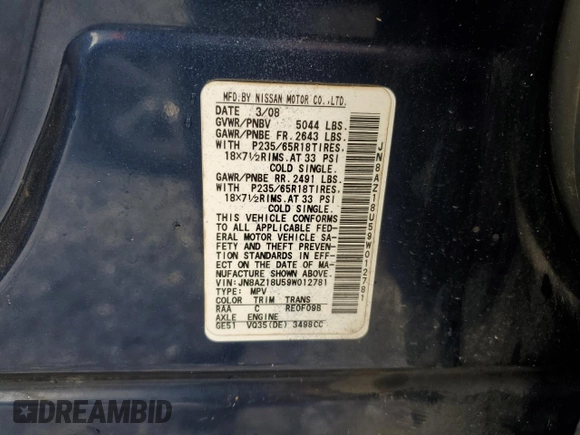 MFD.BY NISSAN MOTOR CO.,LTD.
DATE 3/08
GVWR/PNBV 5044 LBS.
GAWR/PNBE FR.2643 LBS.
WITH P235/65R18TIRES.
18X7½RIMS.AT 33 PSI
COLD SINGLE.
GAWR/PNBE RR.2491 LBS.
WITH P235/65R18TIRES.
18X7½RIMS.AT 33 PSI
COLD SINGLE.
THIS VEHICLE CONFORMS
TO ALL APPLICABLE FED-
ERAL MOTOR VEHICLE SA-
FETY AND THEFT PREVEN-
TION STANDARDS IN EFF-
ECT ON THE DATE OF MA-
NUFACTURE SHOWN ABOVE.
VIN:JN8AZ18U59W012781
TYPE: MPV
COLOR TRIM TRANS
RAA C RE0F09B
AXLE ENGINE
GE51 VQ35(DE) 3498CC
JN8AZ18U59W012781
DREAMBID